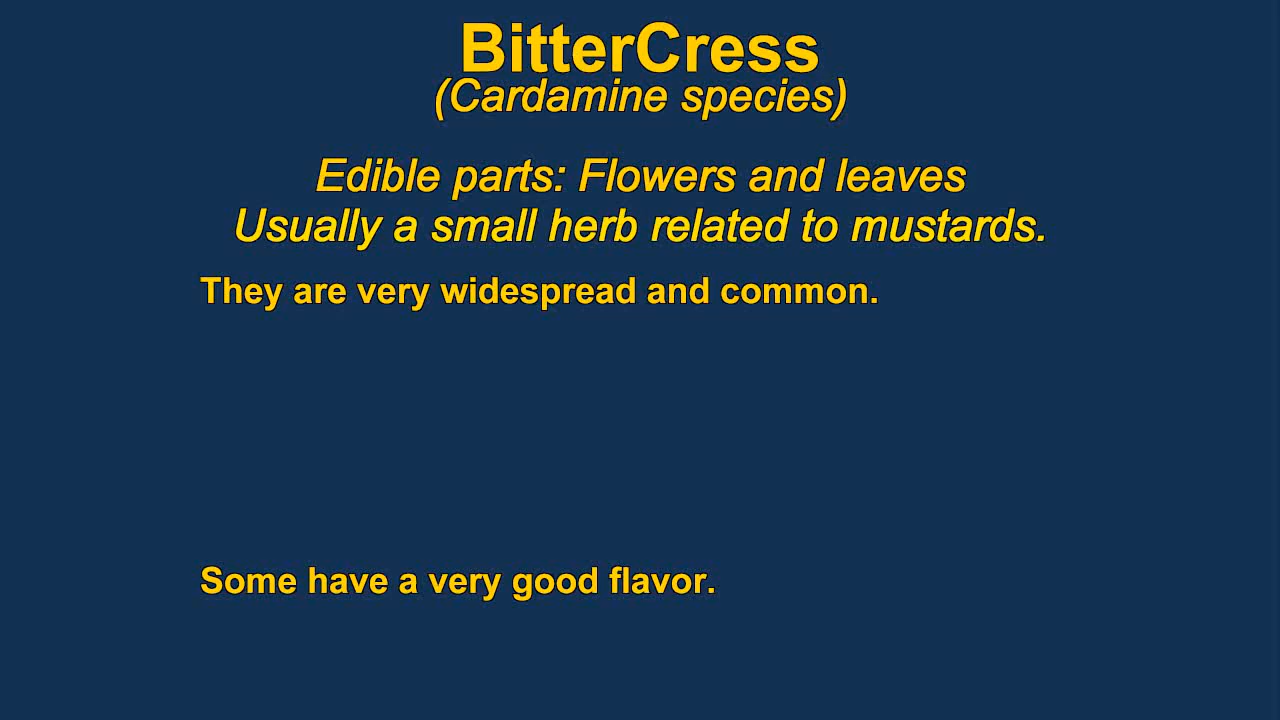 BitterCress
(Cardamine species)
Edible parts: Flowers and leaves
Usually a small herb related to mustards.
They are very widespread and common.
Some have a very good flavor.